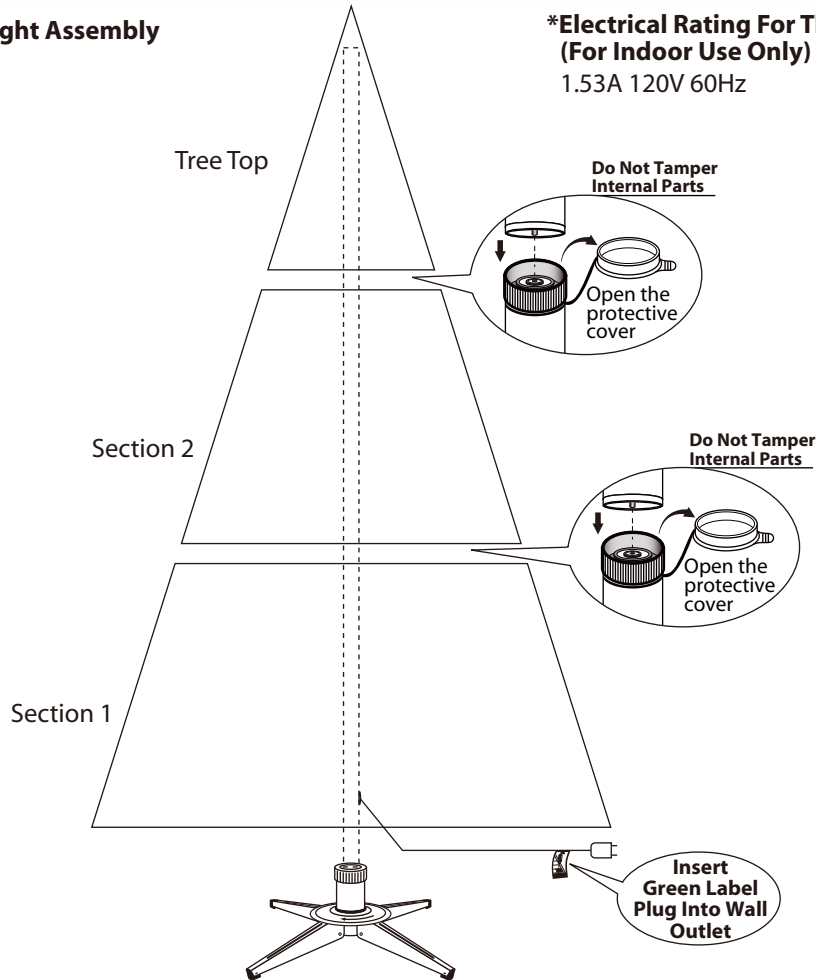 ght Assembly
*Electrical Rating For Th
(For Indoor Use Only)
1.53A 120V 60Hz
Tree Top
Do Not Tamper
Internal Parts
Open the
protective
cover
Section 2
Do Not Tamper
Internal Parts
Open the
protective
cover
Section 1
Insert
Green Label
Plug Into Wall
Outlet